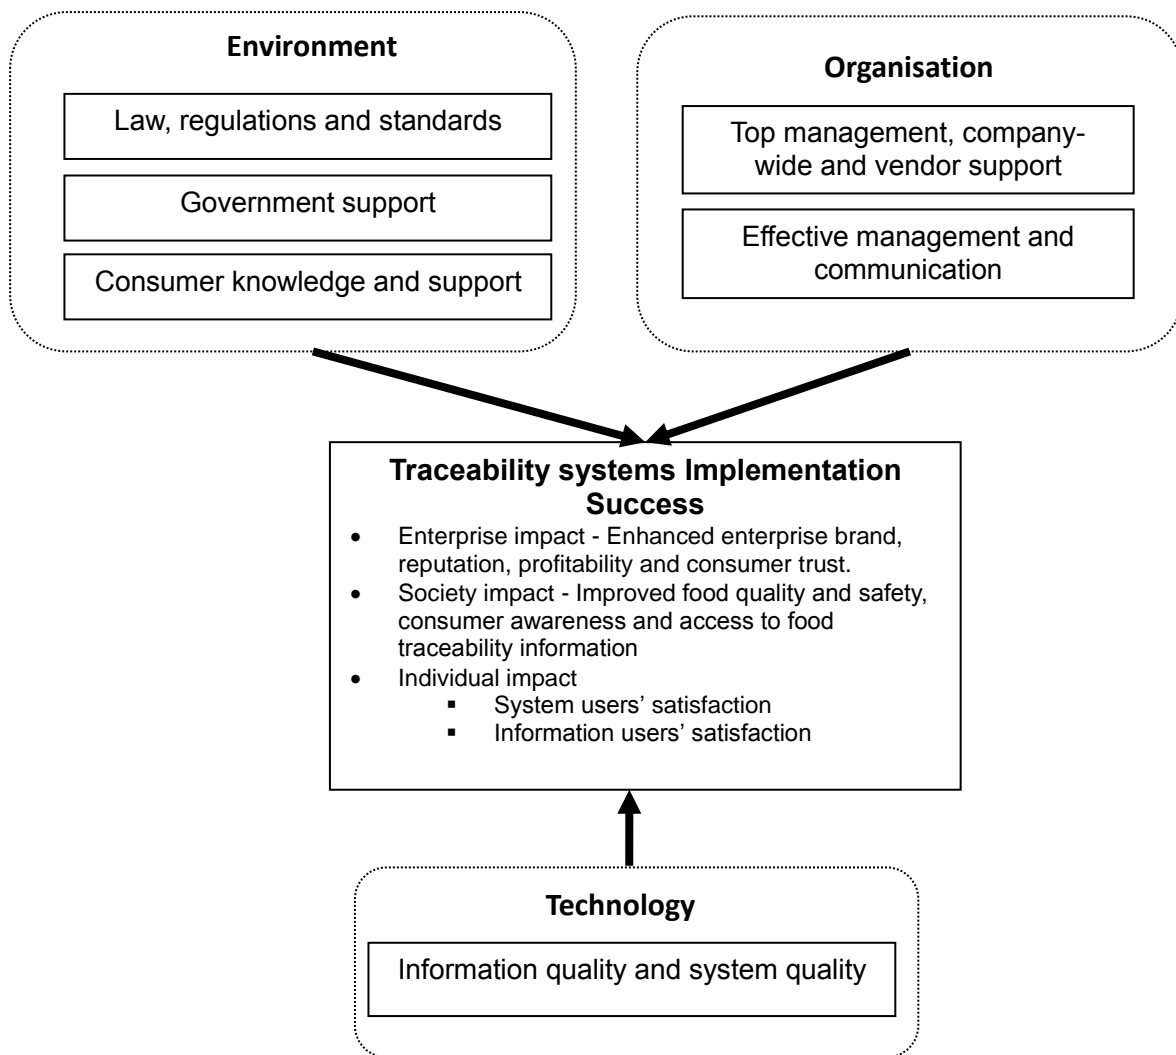 Environment
Law, regulations and standards
Government support
Consumer knowledge and support
Organisation
Top management, company-
wide and vendor support
Effective management and
communication
Traceability systems Implementation
Success
• Enterprise impact - Enhanced enterprise brand,
reputation, profitability and consumer trust.
• Society impact - Improved food quality and safety,
consumer awareness and access to food
traceability information
• Individual impact
▪ System users’ satisfaction
▪ Information users’ satisfaction
Technology
Information quality and system quality